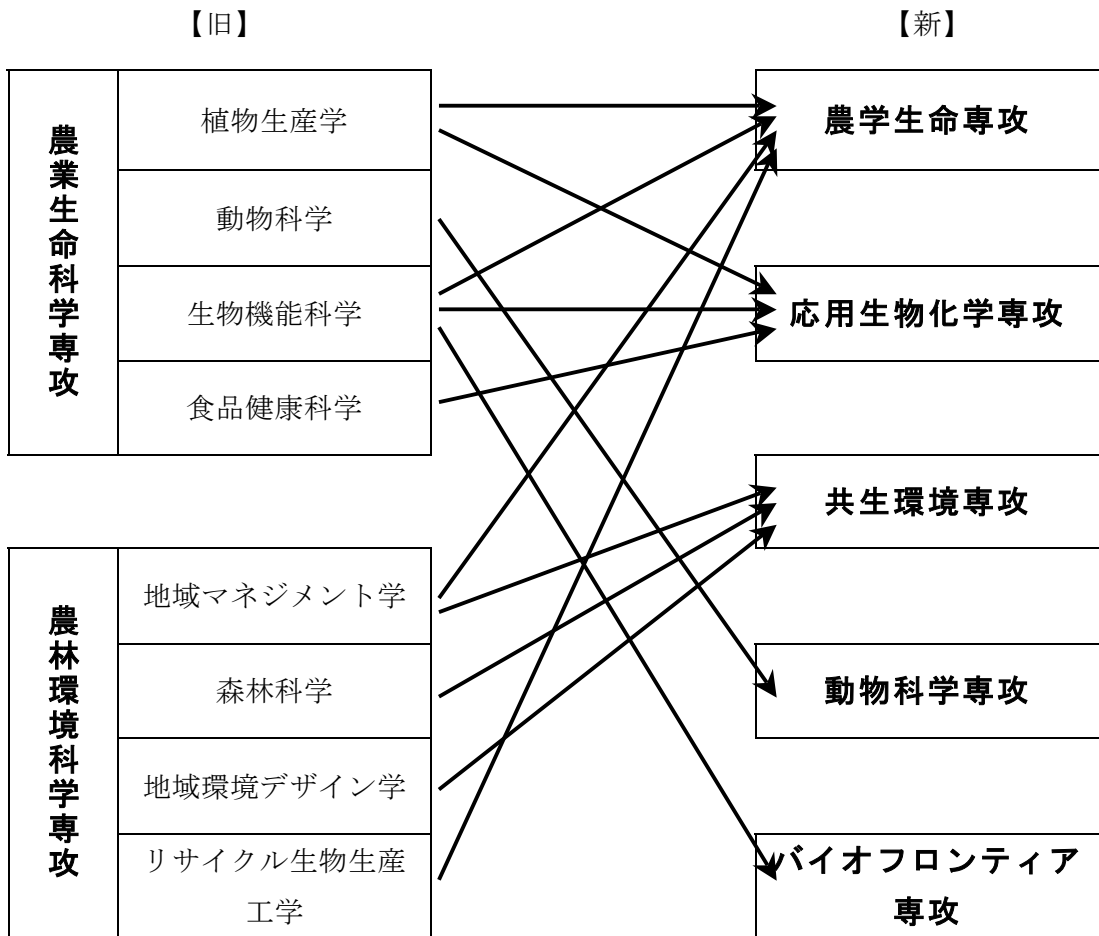 【旧】
【新】
農業生命科学専攻
植物生産学
動物科学
生物機能科学
食品健康科学
農林環境科学専攻
地域マネジメント学
森林科学
地域環境デザイン学
リサイクル生物生産
工学
農学生命専攻
応用生物化学専攻
共生環境専攻
動物科学専攻
バイオフロンティア
専攻